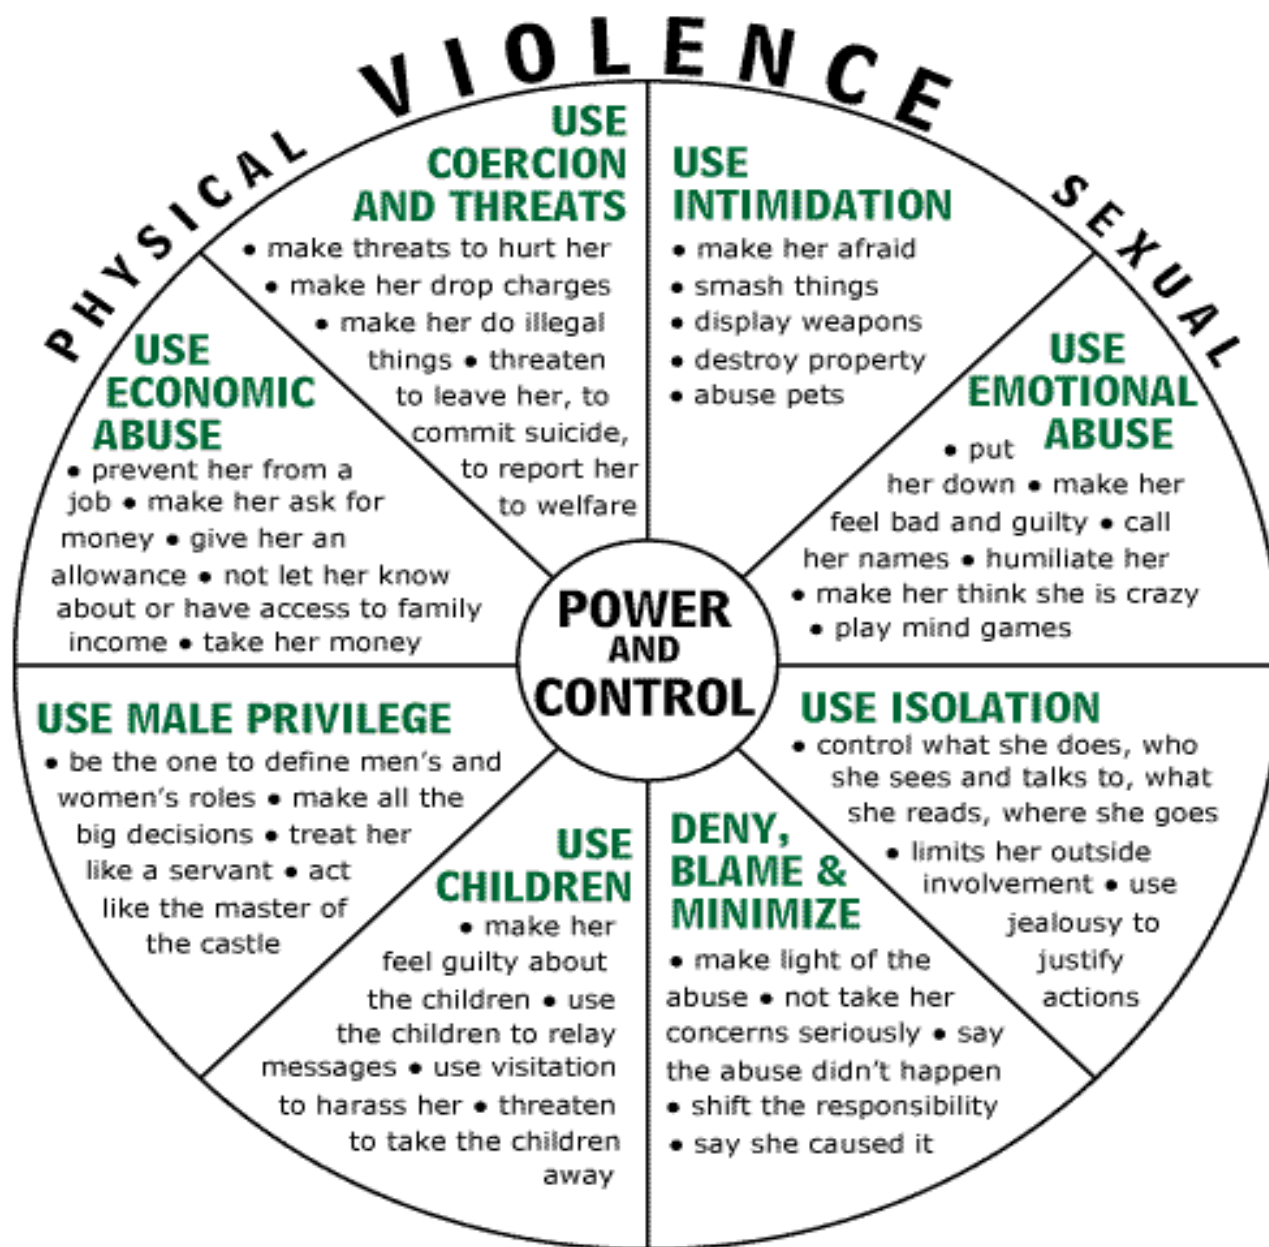 VIOLENCE
PHYSICAL
SEXUAL
USE
COERCION
AND THREATS
• make threats to hurt her
• make her drop charges
• make her do illegal
things • threaten
to leave her, to
commit suicide,
to report her
to welfare
USE
INTIMIDATION
• make her afraid
• smash things
• display weapons
• destroy property
• abuse pets
USE
EMOTIONAL
ABUSE
• put
her down • make her
feel bad and guilty • call
her names • humiliate her
• make her think she is crazy
• play mind games
USE ISOLATION
• control what she does, who
she sees and talks to, what
she reads, where she goes
• limits her outside
involvement • use
jealousy to
justify
actions
DENY,
BLAME &
MINIMIZE
• make light of the
abuse • not take her
concerns seriously • say
the abuse didn't happen
• shift the responsibility
• say she caused it
USE
CHILDREN
• make her
feel guilty about
the children • use
the children to relay
messages • use visitation
to harass her • threaten
to take the children
away
USE MALE PRIVILEGE
• be the one to define men's and
women's roles • make all the
big decisions • treat her
like a servant • act
like the master of
the castle
USE
ECONOMIC
ABUSE
• prevent her from a
job • make her ask for
money • give her an
allowance • not let her know
about or have access to family
income • take her money
POWER
AND
CONTROL